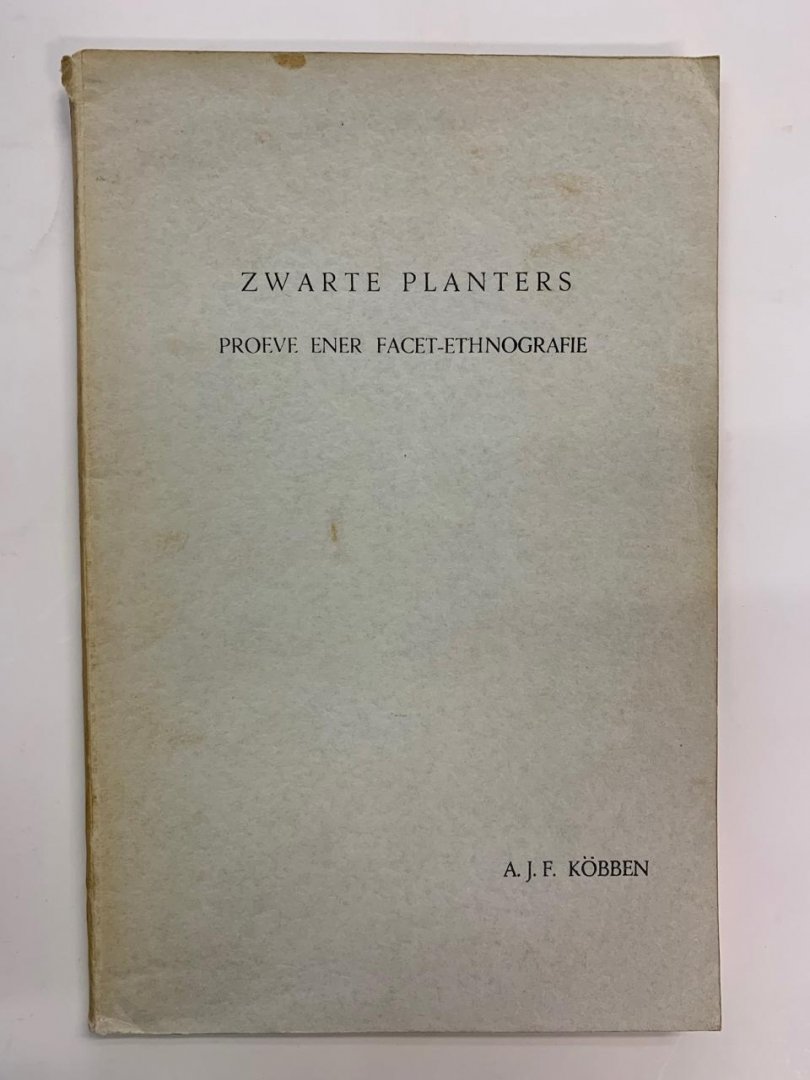 ZWARTE PLANTERS
PROEVE ENER FACET-ETHNOGRAFIE
A. J. F. KÖBBEN